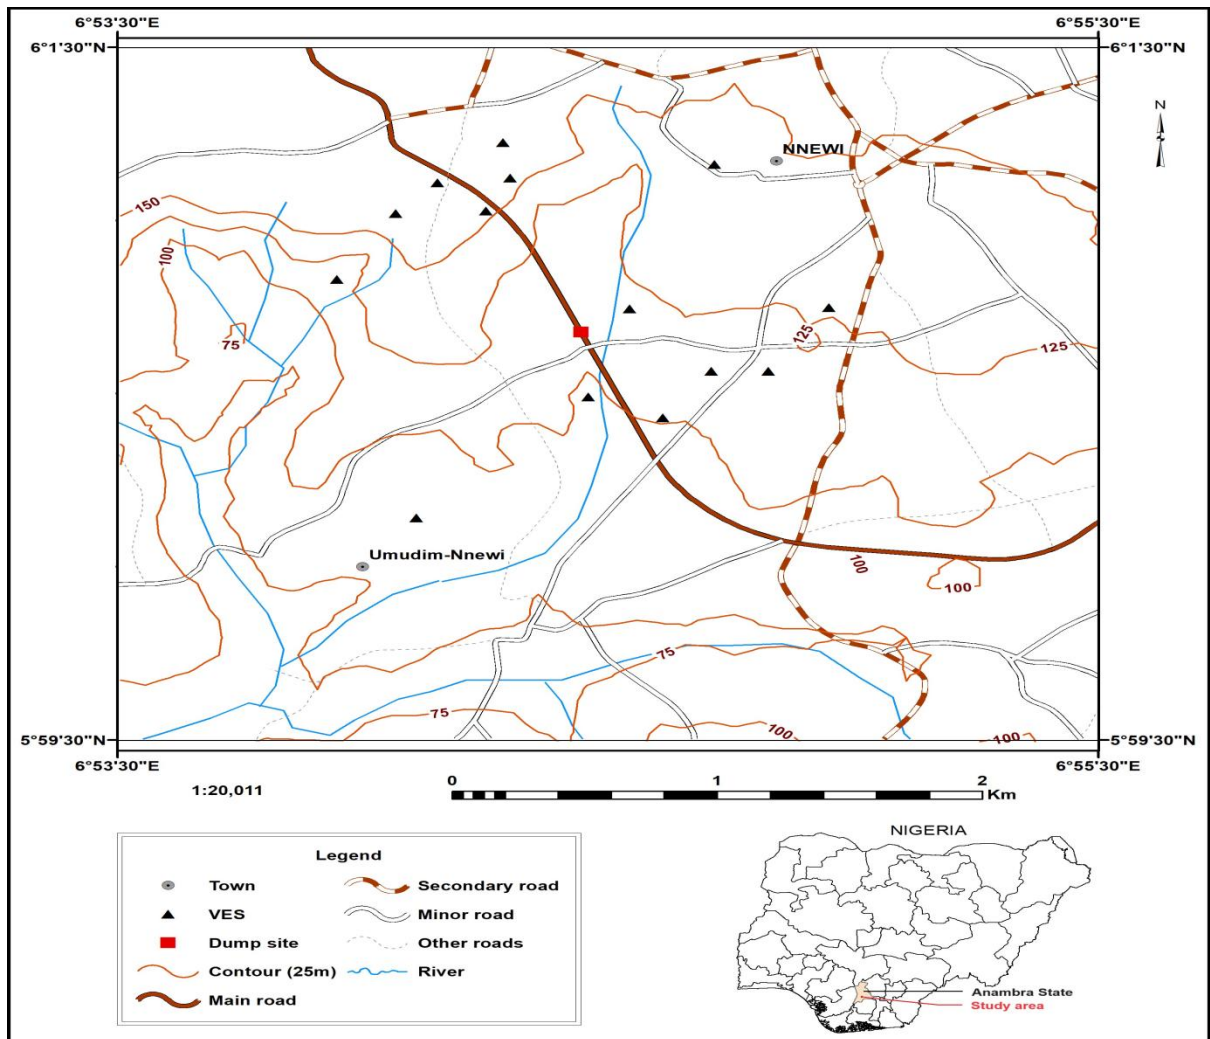 6°53'30"E 6°55'30"E
6°1'30"N 6°1'30"N
N
NNEWI
150
100
75
125
125
Umudim-Nnewi
100
100
75
75
100
100
5°59'30"N 5°59'30"N
6°53'30"E 6°55'30"E
1:20,011
0 1 2
Km
Legend
Town
VES
Dump site
Contour (25m)
Main road
Secondary road
Minor road
Other roads
River
NIGERIA
Anambra State
Study area